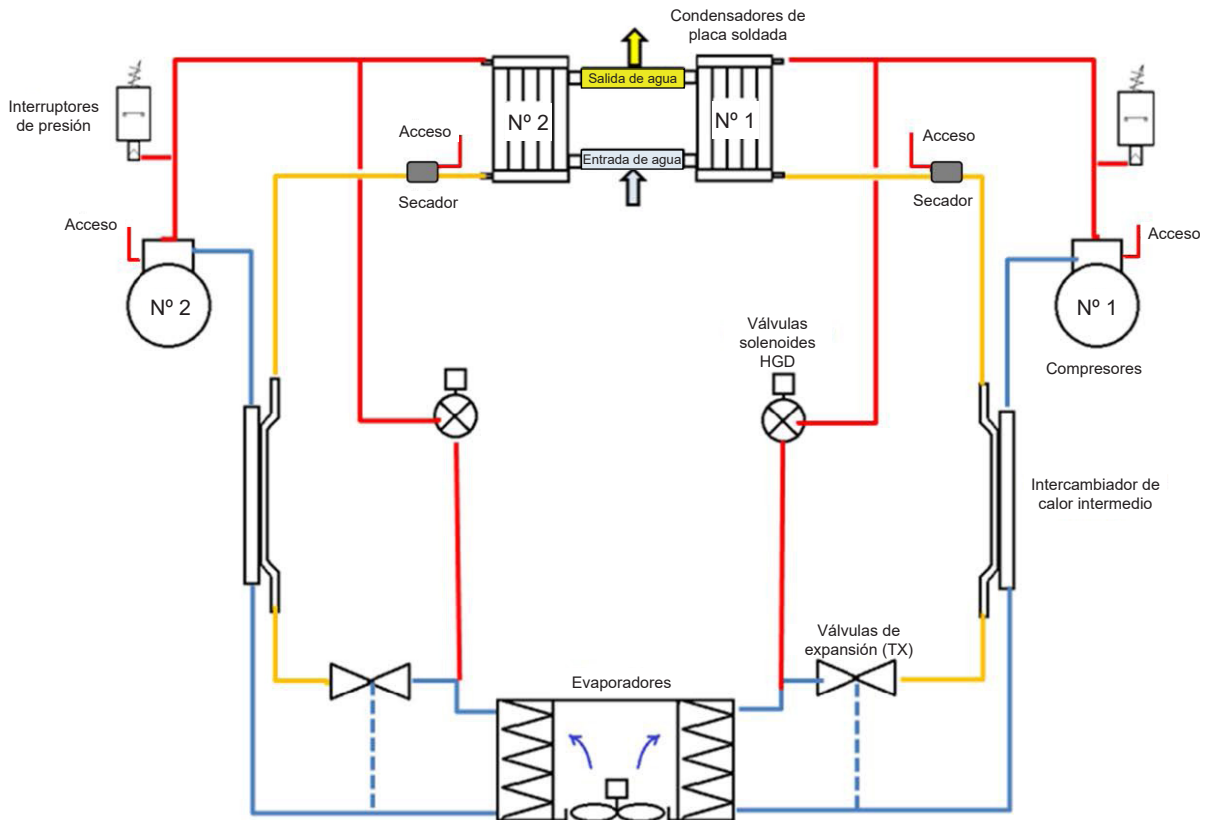 Condensadores de
placa soldada
Interruptores
de presión
Salida de agua
Nº 2
Nº 1
Acceso
Acceso
Entrada de agua
Secador
Secador
Acceso
Acceso
Nº 2
Nº 1
Válvulas
solenoides
HGD
Compresores
Intercambiador de
calor intermedio
Válvulas de
expansión (TX)
Evaporadores